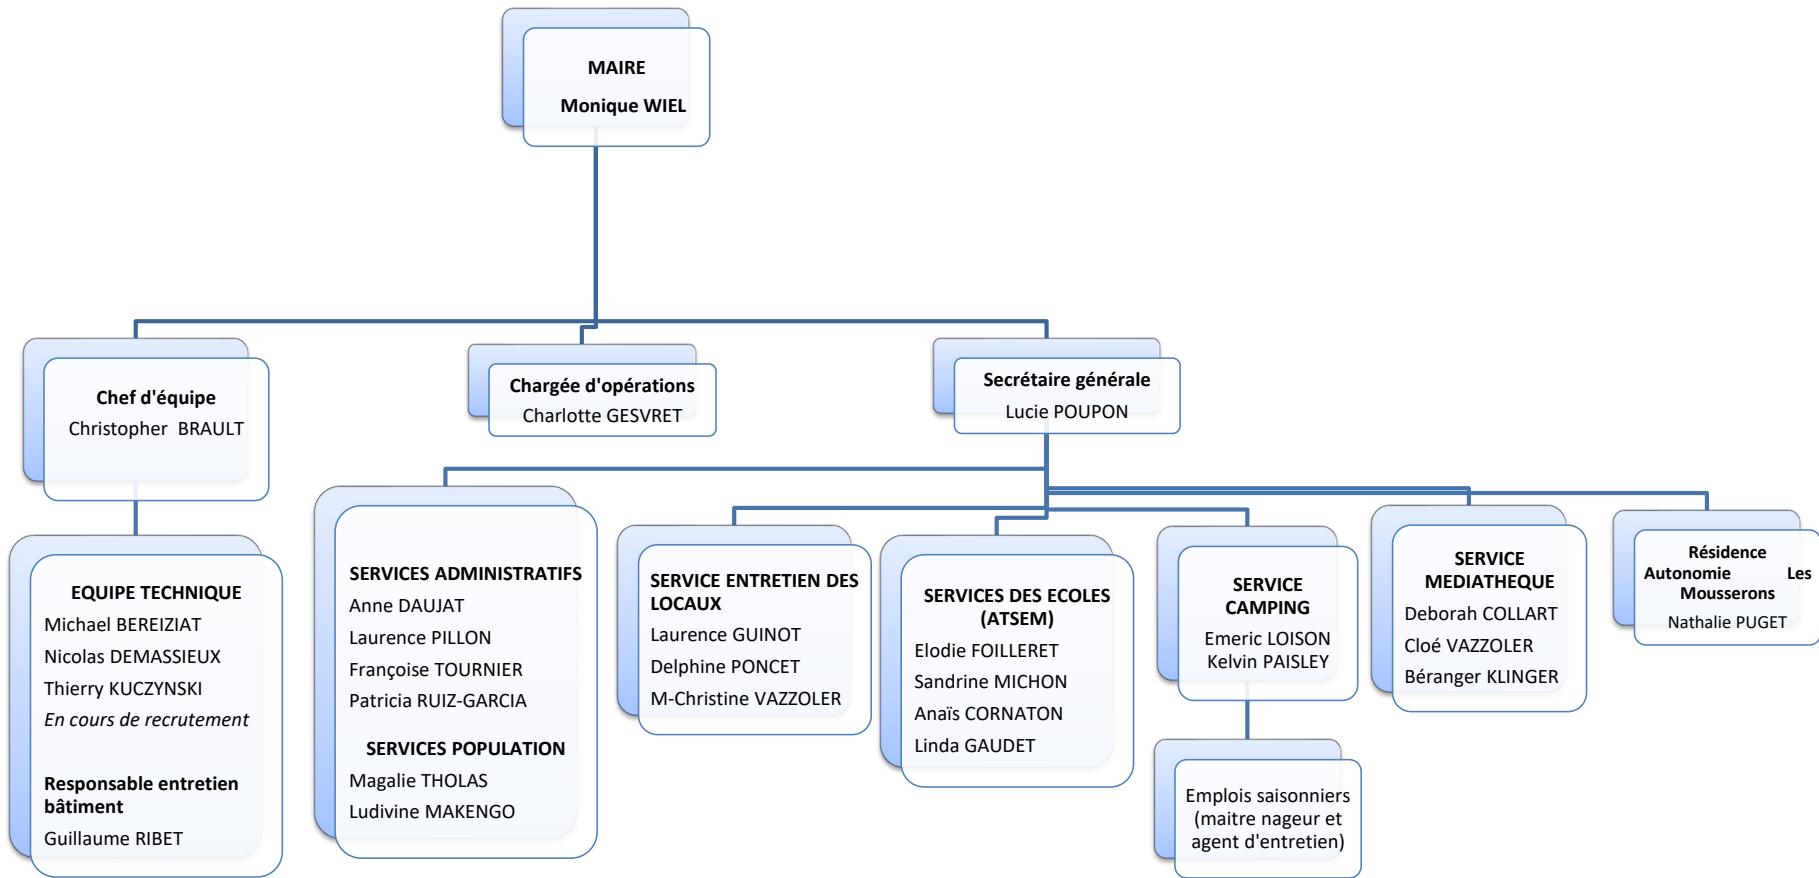 MAIRE
Monique WIEL
Chef d'équipe
Christopher BRAULT
Chargée d'opérations
Charlotte GESVRET
Secrétaire générale
Lucie POUPON
EQUIPE TECHNIQUE
Michael BEREIZIAT
Nicolas DEMASSIEUX
Thierry KUCZYNSKI
En cours de recrutement
Responsable entretien
bâtiment
Guillaume RIBET
SERVICES ADMINISTRATIFS
Anne DAUJAT
Laurence PILLON
Françoise TOURNIER
Patricia RUIZ-GARCIA
SERVICES POPULATION
Magalie THOLAS
Ludivine MAKENGO
SERVICE ENTRETIEN DES
LOCAUX
Laurence GUINOT
Delphine PONCET
M-Christine VAZZOLER
SERVICES DES ECOLES
(ATSEM)
Elodie FOILLERET
Sandrine MICHON
Anaïs CORNATON
Linda GAUDET
SERVICE
CAMPING
Emeric LOISON
Kelvin PAISLEY
Emplois saisonniers
(maitre nageur et
agent d'entretien)
SERVICE
MEDIATHEQUE
Deborah COLLART
Cloé VAZZOLER
Béranger KLINGER
Résidence
Autonomie Les
Mousserons
Nathalie PUGET